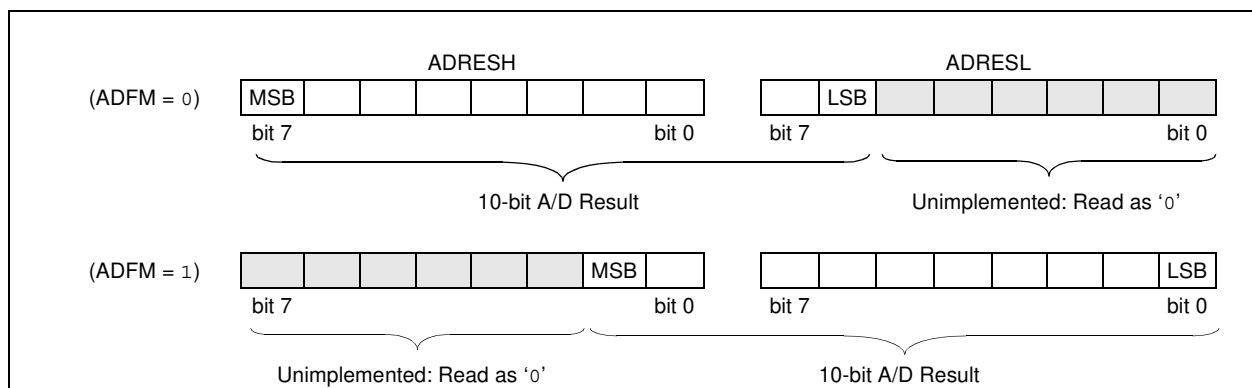 ADRESH ADRESL
(ADFM = 0) MSB LSB
bit 7 bit 0 bit 7 bit 0
10-bit A/D Result Unimplemented: Read as ‘0’
(ADFM = 1) MSB LSB
bit 7 bit 0 bit 7 bit 0
Unimplemented: Read as ‘0’ 10-bit A/D Result